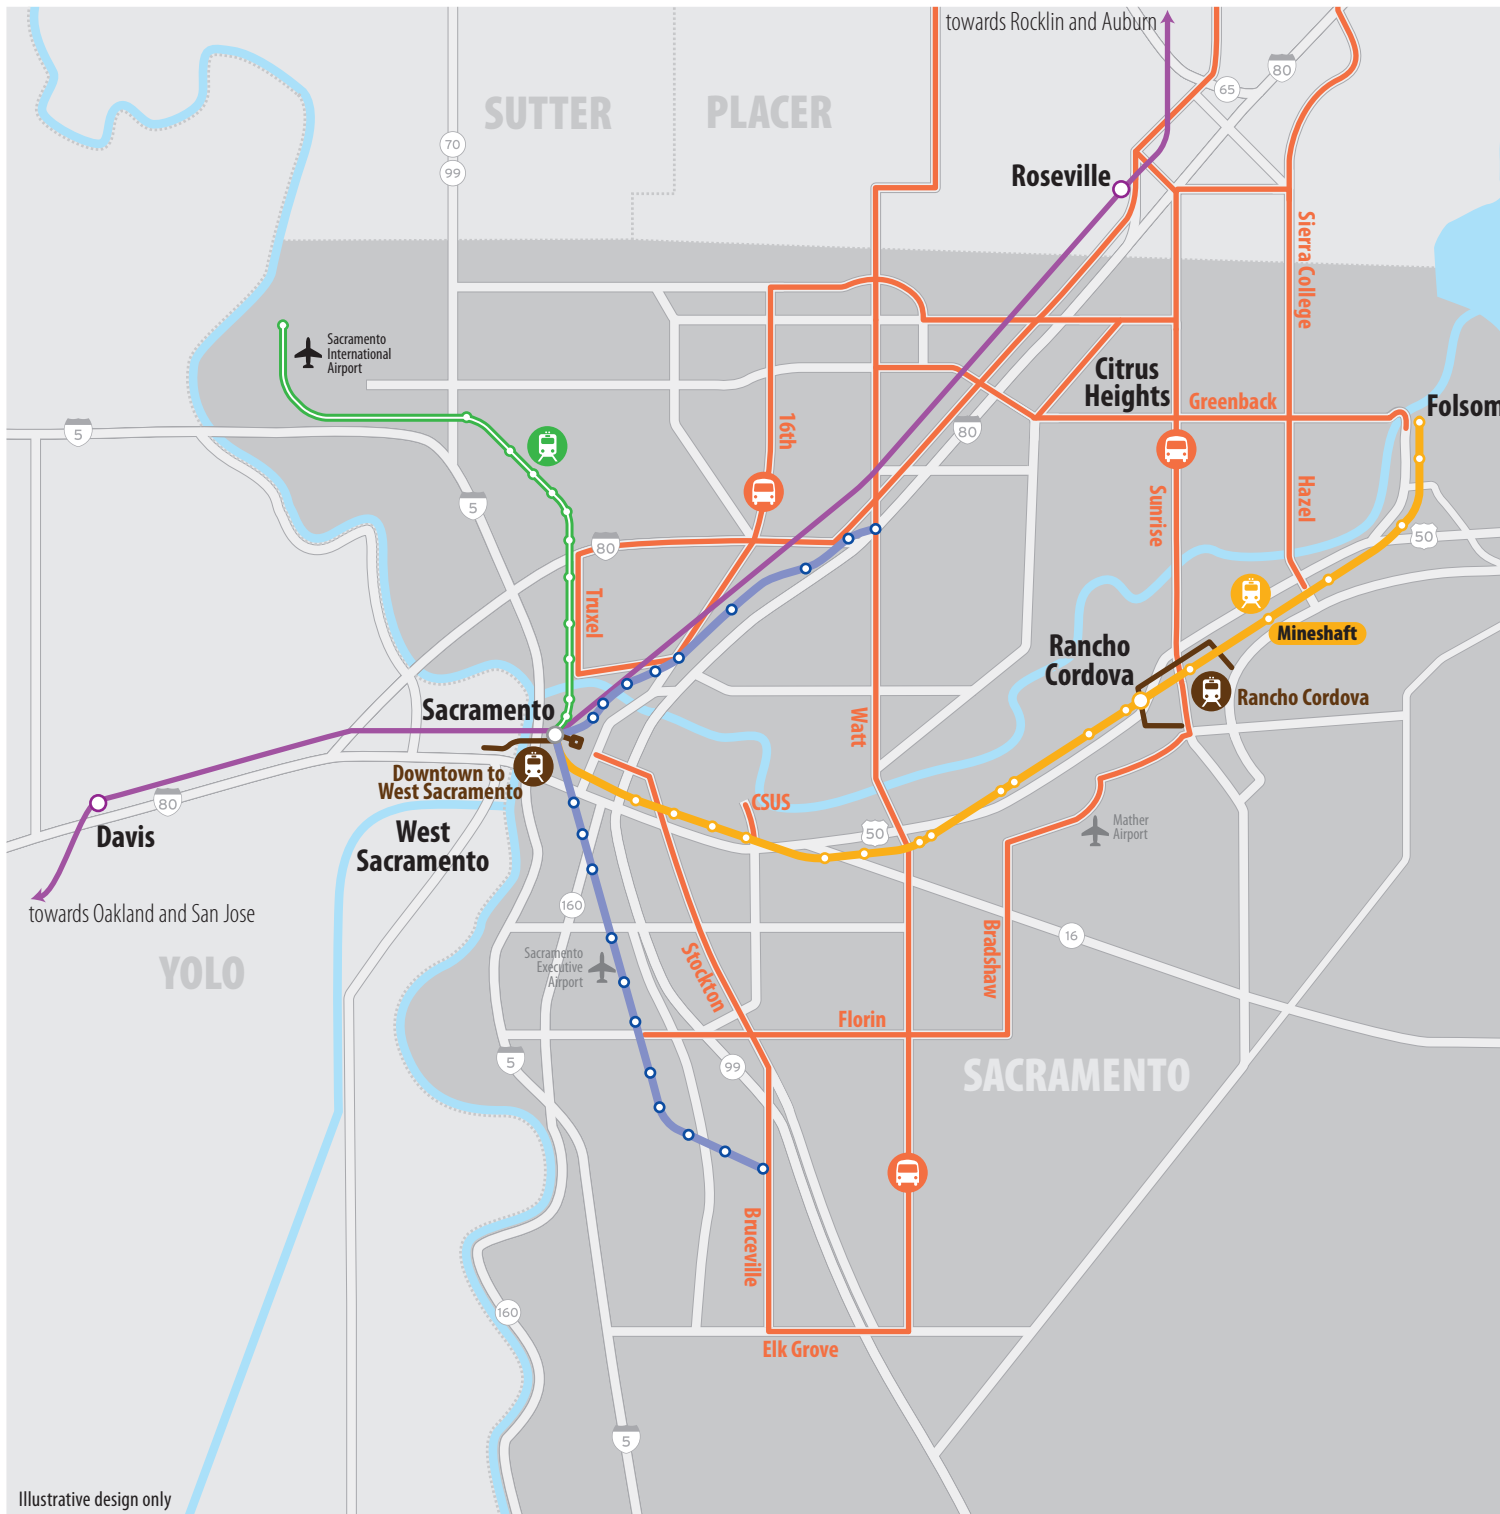 towards Rocklin and Auburn
80
65
SUTTER
PLACER
70
99
Roseville
Sierra College
Sacramento
International
Airport
Citrus
Heights
Greenback
Folsom
5
16th
80
Sunrise
Hazel
5
80
50
Truxel
Mineshaft
Rancho
Cordova
Rancho Cordova
Sacramento
Watt
Downtown to
West Sacramento
80
CSUS
Davis
West
Sacramento
50
Mather
Airport
towards Oakland and San Jose
160
16
YOLO
Sacramento
Executive
Airport
Stockton
Bradshaw
Florin
5
99
SACRAMENTO
Bruceville
160
Elk Grove
5
Illustrative design only